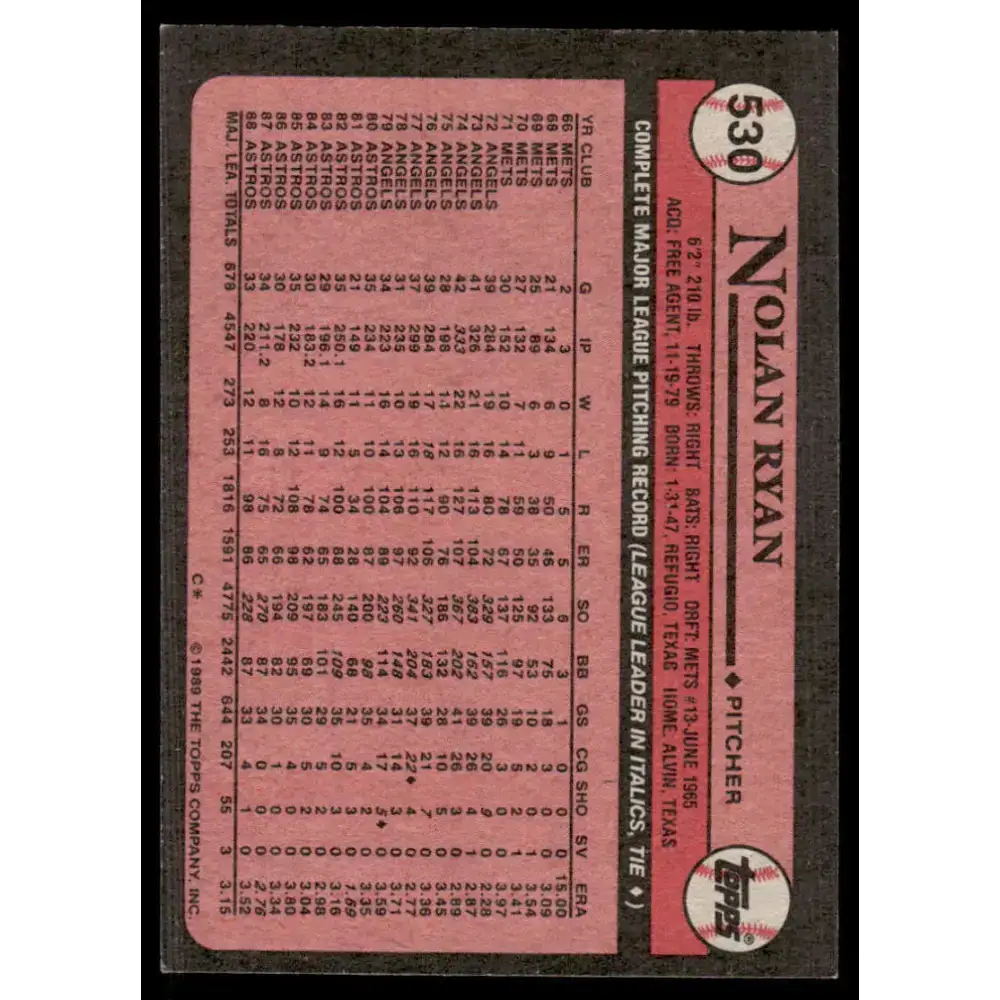 530
NOLAN RYAN ♦ PITCHER
topps®
6'2" 210 lb. THROWS: RIGHT BATS: RIGHT DRFT: METS #13-JUNE 1965
ACQ: FREE AGENT, 11-19-79 BORN: 1-31-47, REFUGIO, TEXAS HOME: ALVIN, TEXAS
COMPLETE MAJOR LEAGUE PITCHING RECORD (LEAGUE LEADER IN ITALICS, TIE ♦)
YR CLUB G IP W L R ER SO BB GS CG SHO SV ERA
66 METS 2 3 0 1 5 5 6 3 1 0 0 0 15.00
68 METS 21 134 6 9 50 46 133 75 18 3 0 0 3.09
69 METS 25 89 6 3 38 35 92 53 10 2 0 1 3.54
70 METS 27 132 7 11 59 50 125 97 19 5 2 1 3.41
71 METS 30 152 10 14 78 67 137 116 26 3 0 0 3.97
72 ANGELS 39 284 19 16 80 72 329 157 39 20 9 0 2.28
73 ANGELS 41 326 21 16 113 104 383 162 39 26 4 1 2.87
74 ANGELS 42 333 22 16 127 107 367 202 41 26 3 0 2.89
75 ANGELS 28 198 14 12 90 76 186 132 28 10 5 0 3.45
76 ANGELS 39 284 17 18 117 106 327 183 39 21 7 0 3.36
77 ANGELS 37 299 19 16 110 92 341 204 37 22♦ 4 0 2.77
78 ANGELS 31 235 10 13 106 97 260 148 31 14 3 0 3.71
79 ANGELS 34 223 16 14 104 89 223 114 34 17 5♦ 0 3.59
80 ASTROS 35 234 11 10 100 87 200 98 35 4 2 0 3.35
81 ASTROS 21 149 11 5 34 28 140 68 21 5 3 0 1.69
82 ASTROS 35 250.1 16 12 100 88 245 109 35 10 3 0 3.16
83 ASTROS 29 196.1 14 9 74 65 183 101 29 5 2 0 2.98
84 ASTROS 30 183.2 12 11 78 62 197 69 30 5 2 0 3.04
85 ASTROS 35 232 10 12 108 98 209 95 35 4 0 0 3.80
86 ASTROS 30 178 12 8 72 66 194 82 30 1 0 0 3.34
87 ASTROS 34 211.2 8 16 75 65 270 87 34 0 0 0 2.76
88 ASTROS 33 220 12 11 98 86 228 87 33 4 1 0 3.52
MAJ. LEA. TOTALS 678 4547 273 253 1816 1591 4775 2442 644 207 55 3 3.15
C* © 1989 THE TOPPS COMPANY, INC.